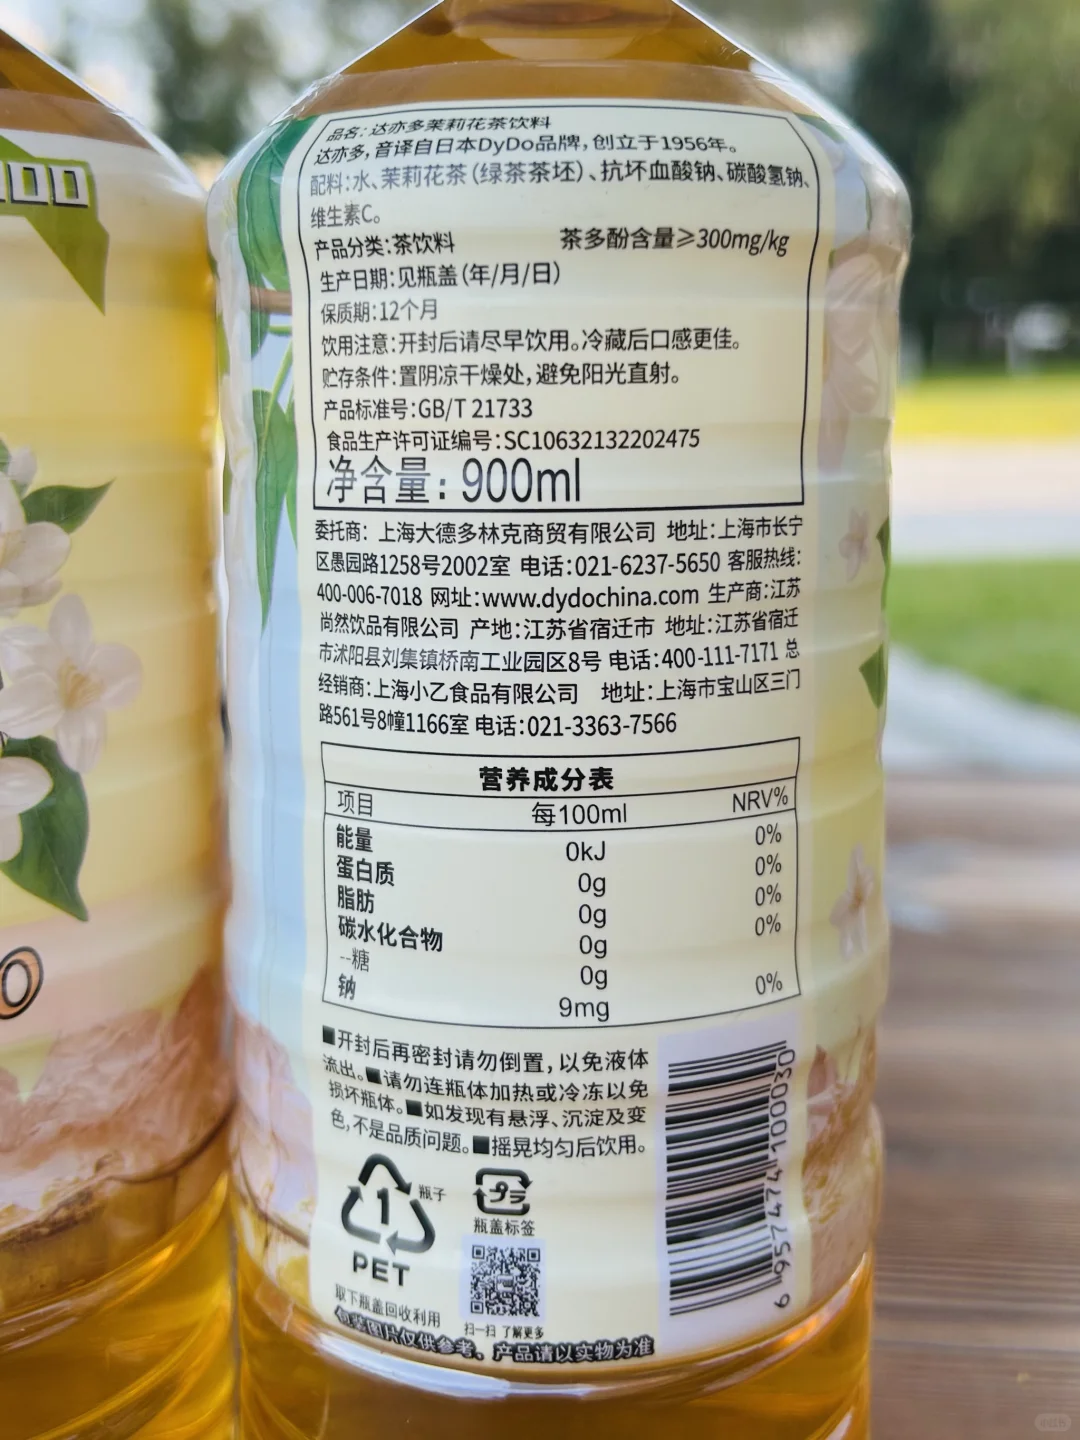 品名：达亦多茉莉花茶饮料
达亦多，音译自日本DyDo品牌，创立于1956年。
配料：水、茉莉花茶（绿茶茶坯）、抗坏血酸钠、碳酸氢钠、
维生素C。
产品分类：茶饮料 茶多酚含量≥300mg/kg
生产日期：见瓶盖（年/月/日）
保质期：12个月
饮用注意：开封后请尽早饮用。冷藏后口感更佳。
贮存条件：置阴凉干燥处，避免阳光直射。
产品标准号：GB/T 21733
食品生产许可证编号：SC10632132202475
净含量：900ml
委托商：上海大德多林克商贸有限公司 地址：上海市长宁
区愚园路1258号2002室 电话：021-6237-5650 客服热线：
400-006-7018 网址：www.dydochina.com 生产商：江苏
尚然饮品有限公司 产地：江苏省宿迁市 地址：江苏省宿迁
市沭阳县刘集镇桥南工业园区8号 电话：400-111-7171 总
经销商：上海小乙食品有限公司 地址：上海市宝山区三门
路561号8幢1166室 电话：021-3363-7566
营养成分表
项目 每100ml NRV%
能量 0kJ 0%
蛋白质 0g 0%
脂肪 0g 0%
碳水化合物 0g 0%
--糖 0g
钠 9mg 0%
■开封后再密封请勿倒置，以免液体
流出。■请勿连瓶体加热或冷冻以免
损坏瓶体。■如发现有悬浮、沉淀及变
色，不是品质问题。■摇晃均匀后饮用。
1 瓶子
PET
プラ
瓶盖标签
取下瓶盖回收利用
扫一扫 了解更多
包装图片仅供参考，产品请以实物为准
6 957474 100030